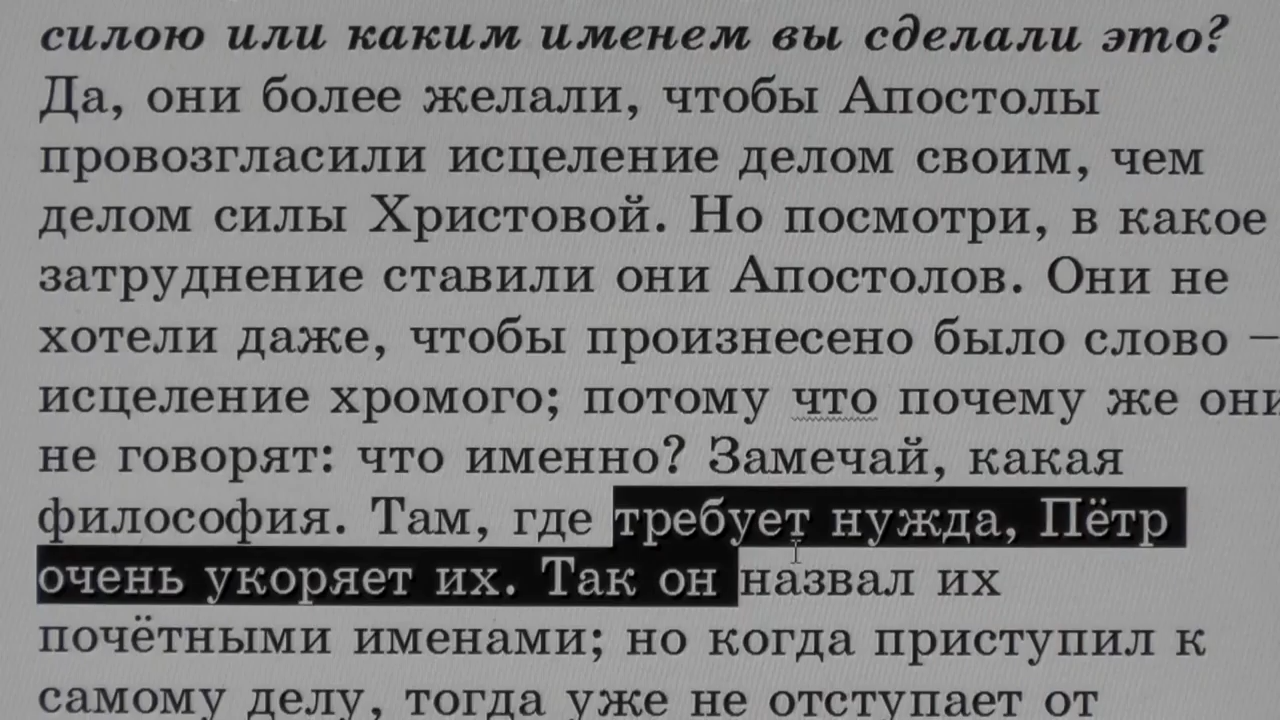 силою или каким именем вы сделали это?
Да, они более желали, чтобы Апостолы
провозгласили исцеление делом своим, чем
делом силы Христовой. Но посмотри, в какое
затруднение ставили они Апостолов. Они не
хотели даже, чтобы произнесено было слово –
исцеление хромого; потому что почему же они
не говорят: что именно? Замечай, какая
философия. Там, где требует нужда, Пётр
очень укоряет их. Так он назвал их
почётными именами; но когда приступил к
самому делу, тогда уже не отступает от